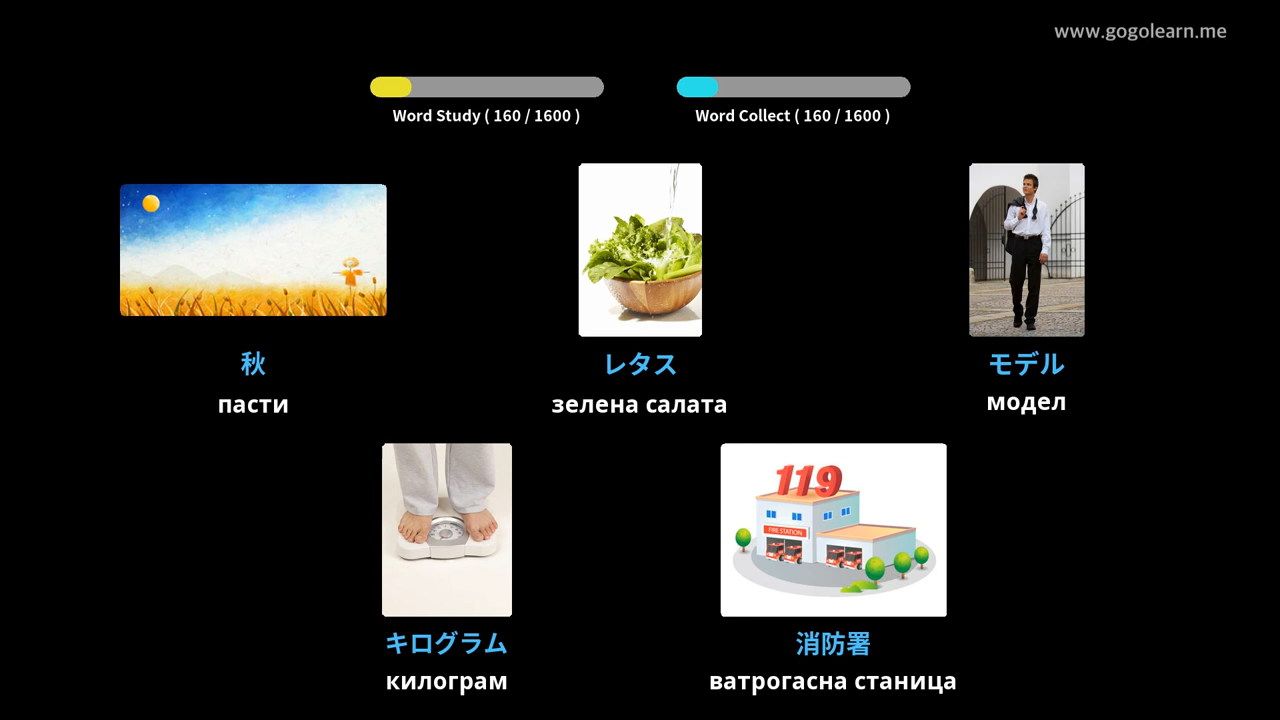 www.gogolearn.me
Word Study ( 160 / 1600 )
Word Collect ( 160 / 1600 )
秋
пасти
レタス
зелена салата
モデル
модел
119
FIRE STATION
キログラム
килограм
消防署
ватрогасна станица